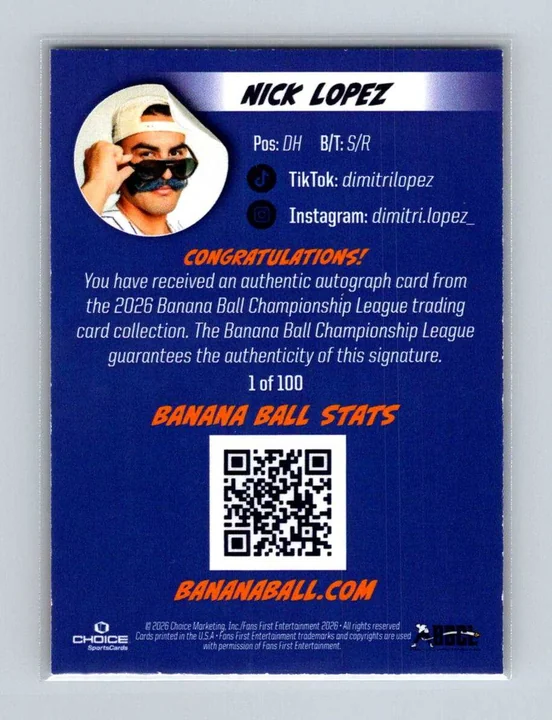 NICK LOPEZ
Pos: DH B/T: S/R
TikTok: dimitrilopez
Instagram: dimitri.lopez_
CONGRATULATIONS!
You have received an authentic autograph card from
the 2026 Banana Ball Championship League trading
card collection. The Banana Ball Championship League
guarantees the authenticity of this signature.
1 of 100
BANANA BALL STATS
BANANABALL.COM
© 2026 Choice Marketing, Inc./Fans First Entertainment 2026 • All rights reserved
Cards printed in the U.S.A • Fans First Entertainment trademarks and copyrights are used
with permission of Fans First Entertainment.
CHOICE
SportsCards